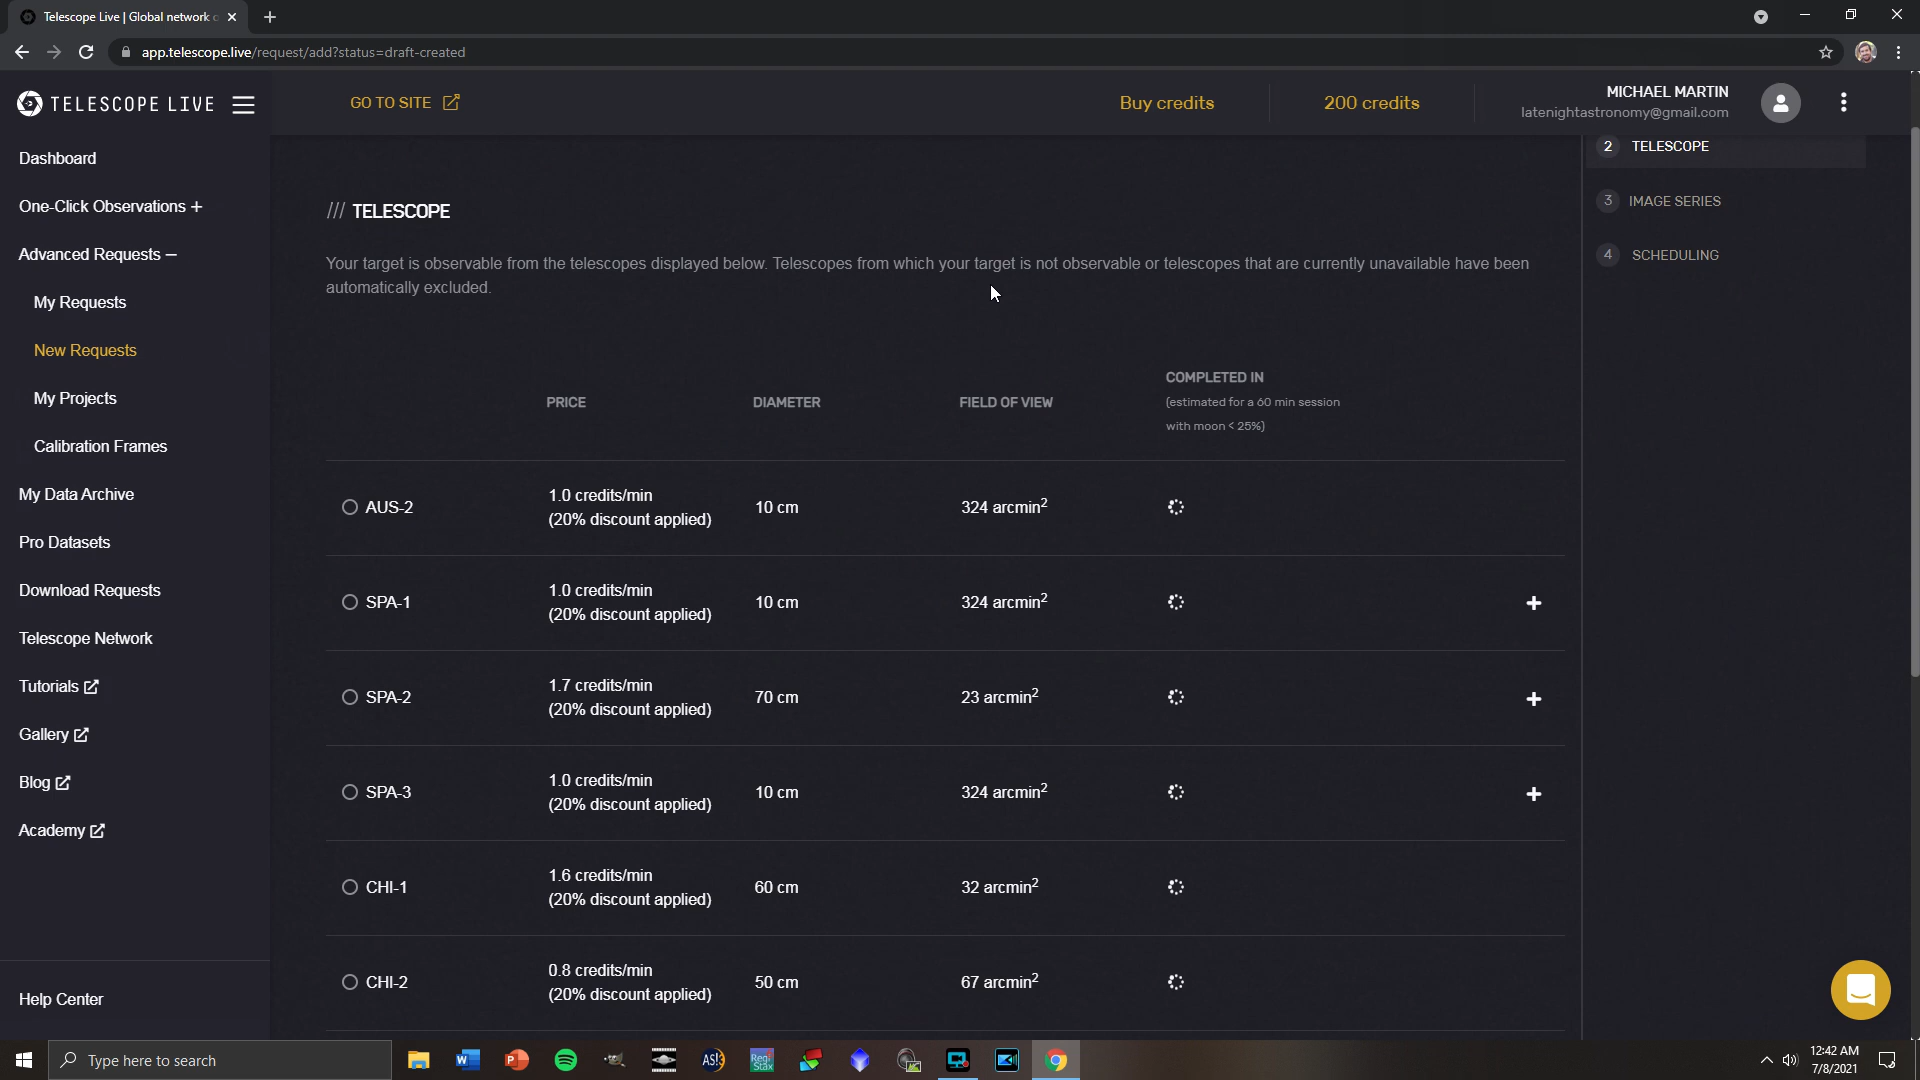 Telescope Live | Global network o
app.telescope.live/request/add?status=draft-created
TELESCOPE LIVE
GO TO SITE
Buy credits
200 credits
MICHAEL MARTIN
latenightastronomy@gmail.com
Dashboard
One-Click Observations +
Advanced Requests –
My Requests
New Requests
My Projects
Calibration Frames
My Data Archive
Pro Datasets
Download Requests
Telescope Network
Tutorials
Gallery
Blog
Academy
Help Center
/// TELESCOPE
Your target is observable from the telescopes displayed below. Telescopes from which your target is not observable or telescopes that are currently unavailable have been
automatically excluded.
PRICE DIAMETER FIELD OF VIEW COMPLETED IN
(estimated for a 60 min session
with moon < 25%)
AUS-2 1.0 credits/min 10 cm 324 arcmin²
(20% discount applied)
SPA-1 1.0 credits/min 10 cm 324 arcmin²
(20% discount applied)
SPA-2 1.7 credits/min 70 cm 23 arcmin²
(20% discount applied)
SPA-3 1.0 credits/min 10 cm 324 arcmin²
(20% discount applied)
CHI-1 1.6 credits/min 60 cm 32 arcmin²
(20% discount applied)
CHI-2 0.8 credits/min 50 cm 67 arcmin²
(20% discount applied)
2 TELESCOPE
3 IMAGE SERIES
4 SCHEDULING
Type here to search
AS!3
Regi
Stax
12:42 AM
7/8/2021